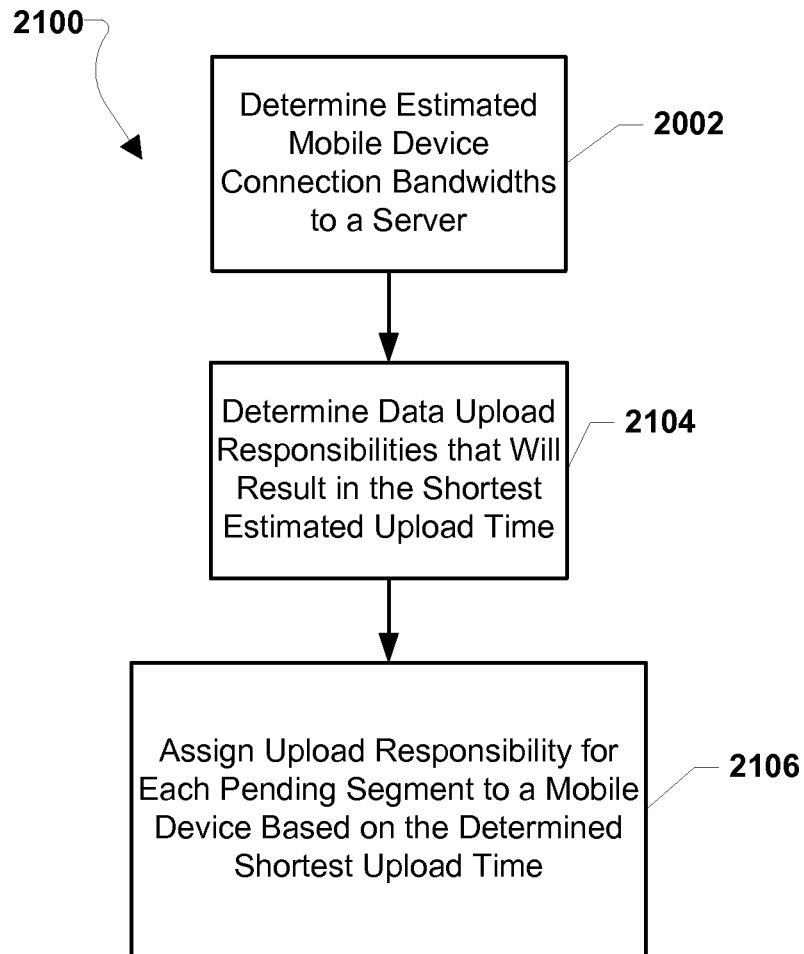 2100
Determine Estimated
Mobile Device
Connection Bandwidths
to a Server
2002
Determine Data Upload
Responsibilities that Will
Result in the Shortest
Estimated Upload Time
2104
Assign Upload Responsibility for
Each Pending Segment to a Mobile
Device Based on the Determined
Shortest Upload Time
2106